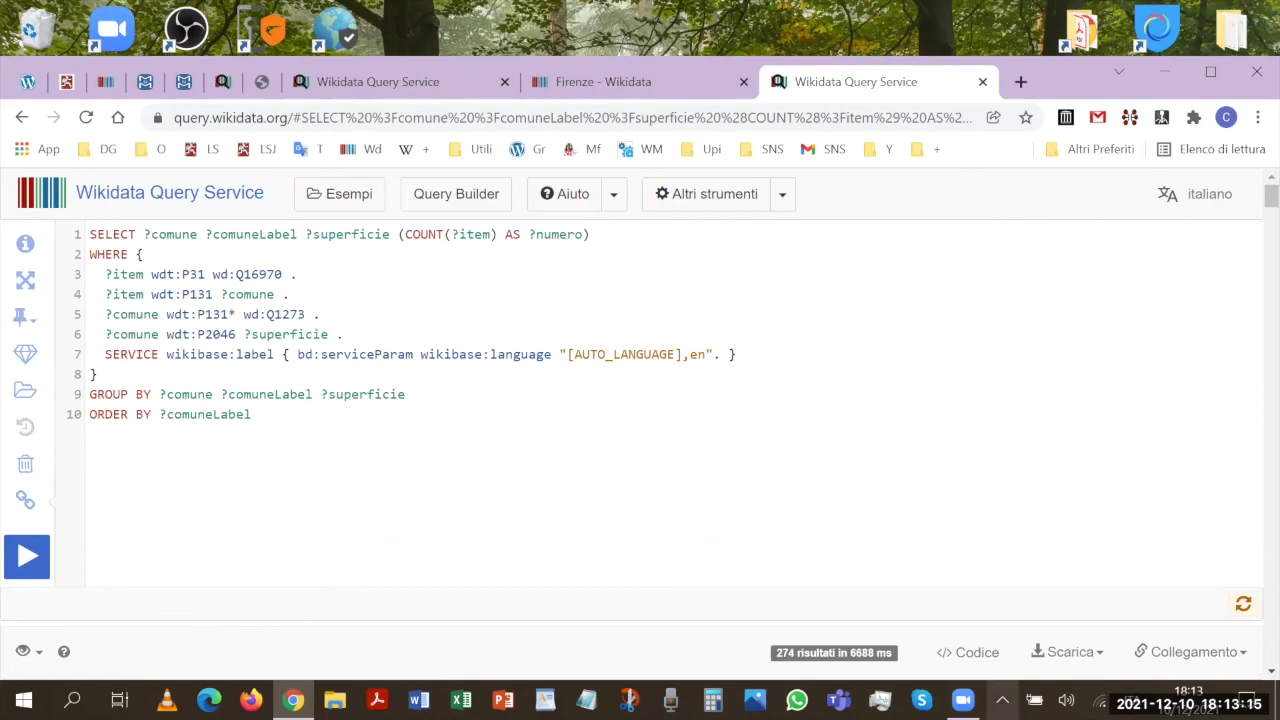 Wikidata Query Service
Firenze - Wikidata
Wikidata Query Service
query.wikidata.org/#SELECT%20%3Fcomune%20%3FcomuneLabel%20%3Fsuperficie%20%28COUNT%28%3Fitem%29%20AS%2...
C
App
DG
O
LS
LSJ
T
Wd
+
Utili
Gr
Mf
WM
Upi
SNS
SNS
Y
+
Altri Preferiti
Elenco di lettura
Wikidata Query Service
Esempi
Query Builder
Aiuto
Altri strumenti
italiano
1 SELECT ?comune ?comuneLabel ?superficie (COUNT(?item) AS ?numero)
2 WHERE {
3 ?item wdt:P31 wd:Q16970 .
4 ?item wdt:P131 ?comune .
5 ?comune wdt:P131* wd:Q1273 .
6 ?comune wdt:P2046 ?superficie .
7 SERVICE wikibase:label { bd:serviceParam wikibase:language "[AUTO_LANGUAGE],en". }
8 }
9 GROUP BY ?comune ?comuneLabel ?superficie
10 ORDER BY ?comuneLabel
274 risultati in 6688 ms
</> Codice
Scarica
Collegamento
18:13
2021-12-10 18:13:15